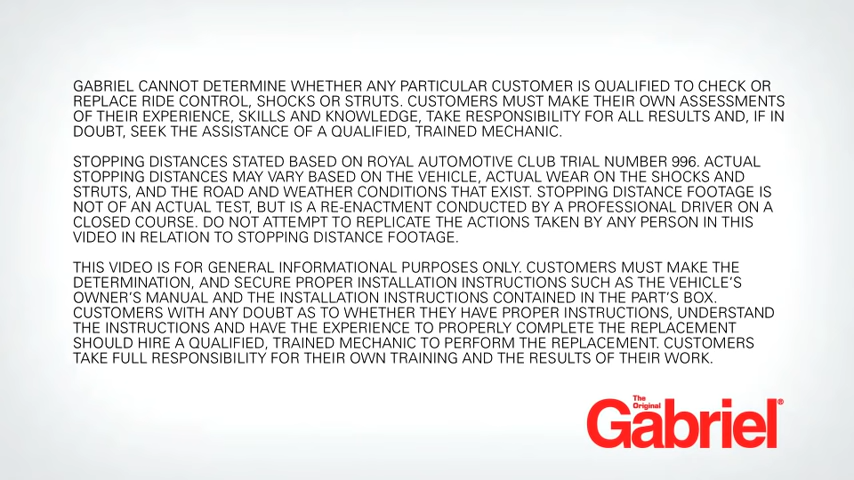 GABRIEL CANNOT DETERMINE WHETHER ANY PARTICULAR CUSTOMER IS QUALIFIED TO CHECK OR
REPLACE RIDE CONTROL, SHOCKS OR STRUTS. CUSTOMERS MUST MAKE THEIR OWN ASSESSMENTS
OF THEIR EXPERIENCE, SKILLS AND KNOWLEDGE, TAKE RESPONSIBILITY FOR ALL RESULTS AND, IF IN
DOUBT, SEEK THE ASSISTANCE OF A QUALIFIED, TRAINED MECHANIC.
STOPPING DISTANCES STATED BASED ON ROYAL AUTOMOTIVE CLUB TRIAL NUMBER 996. ACTUAL
STOPPING DISTANCES MAY VARY BASED ON THE VEHICLE, ACTUAL WEAR ON THE SHOCKS AND
STRUTS, AND THE ROAD AND WEATHER CONDITIONS THAT EXIST. STOPPING DISTANCE FOOTAGE IS
NOT OF AN ACTUAL TEST, BUT IS A RE-ENACTMENT CONDUCTED BY A PROFESSIONAL DRIVER ON A
CLOSED COURSE. DO NOT ATTEMPT TO REPLICATE THE ACTIONS TAKEN BY ANY PERSON IN THIS
VIDEO IN RELATION TO STOPPING DISTANCE FOOTAGE.
THIS VIDEO IS FOR GENERAL INFORMATIONAL PURPOSES ONLY. CUSTOMERS MUST MAKE THE
DETERMINATION, AND SECURE PROPER INSTALLATION INSTRUCTIONS SUCH AS THE VEHICLE'S
OWNER'S MANUAL AND THE INSTALLATION INSTRUCTIONS CONTAINED IN THE PART'S BOX.
CUSTOMERS WITH ANY DOUBT AS TO WHETHER THEY HAVE PROPER INSTRUCTIONS, UNDERSTAND
THE INSTRUCTIONS AND HAVE THE EXPERIENCE TO PROPERLY COMPLETE THE REPLACEMENT
SHOULD HIRE A QUALIFIED, TRAINED MECHANIC TO PERFORM THE REPLACEMENT. CUSTOMERS
TAKE FULL RESPONSIBILITY FOR THEIR OWN TRAINING AND THE RESULTS OF THEIR WORK.
The
Original
Gabriel®